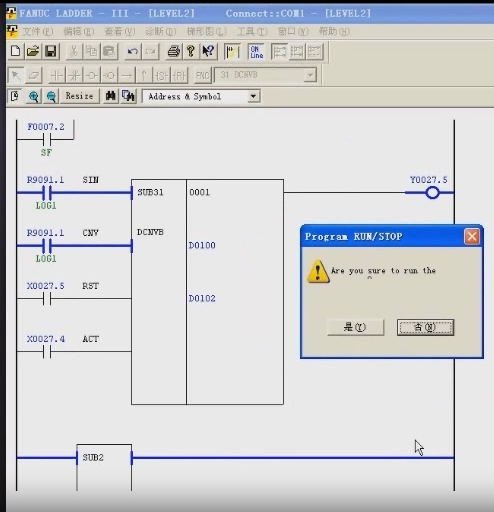 FANUC LADDER - III - [LEVEL2] Connect::COM1 - [LEVEL2]
文件(F) 编辑(E) 查看(V) 诊断(D) 梯形图(L) 工具(T) 窗口(W) 帮助(H)
ON
Line
(S) (R) FNC 31 DCNVB
Resize Address & Symbol
F0007.2
SF
R9091.1 SIN
LOG1
SUB31 0001
Y0027.5
R9091.1 CNV
LOG1
DCNVB
D0100
X0027.5 RST
D0102
X0027.4 ACT
SUB2
Program RUN/STOP
Are you sure to run the
是(Y) 否(N)